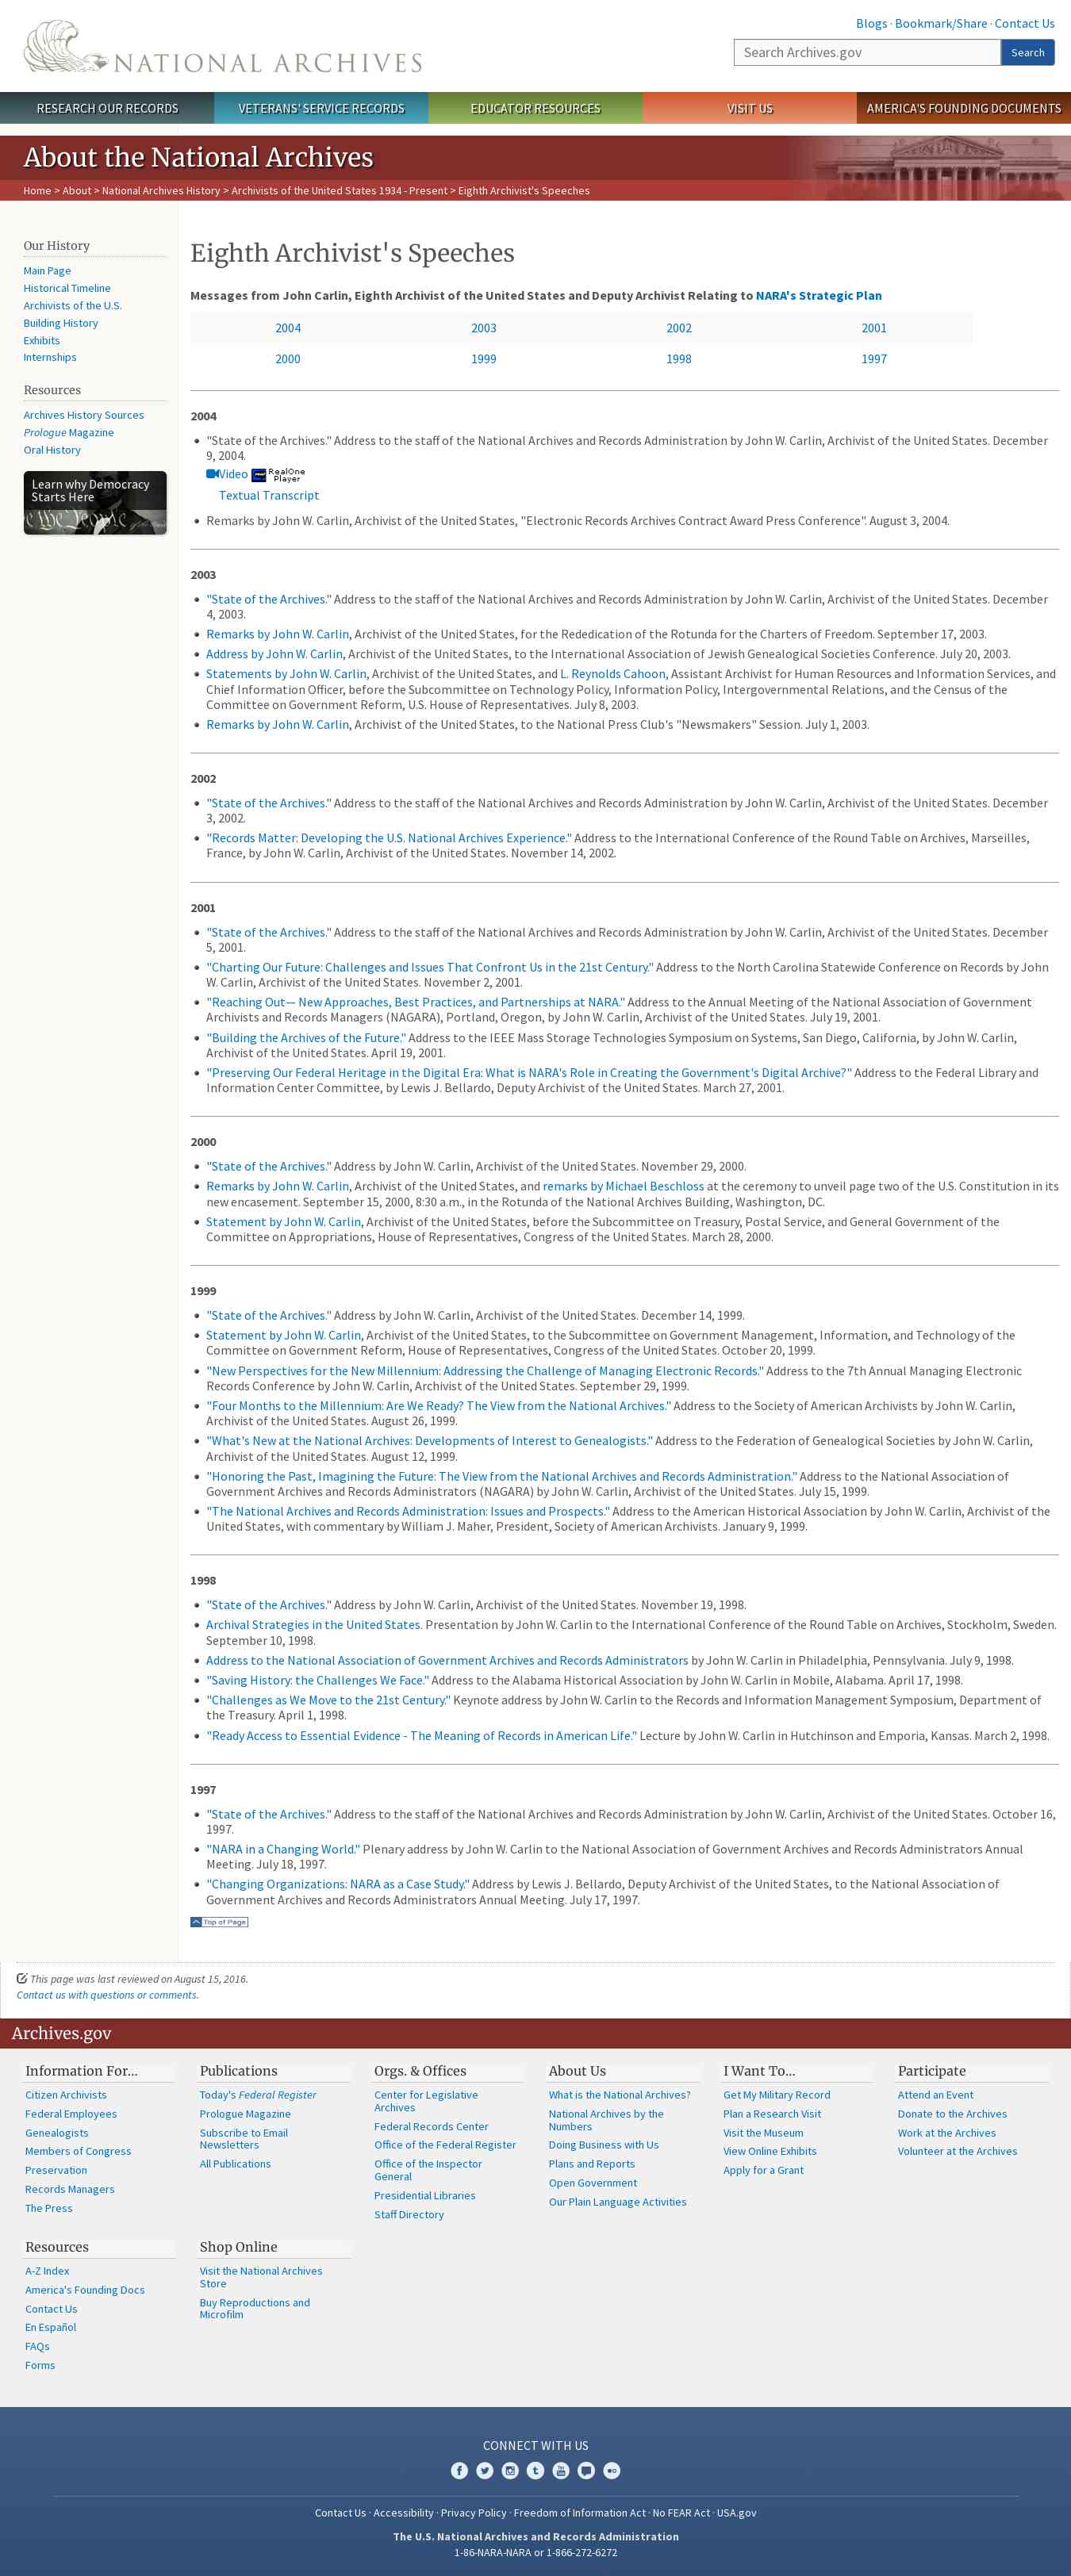 Blogs · Bookmark/Share · Contact Us
NATIONAL ARCHIVES
Search Archives.gov
Search
RESEARCH OUR RECORDS
VETERANS' SERVICE RECORDS
EDUCATOR RESOURCES
VISIT US
AMERICA'S FOUNDING DOCUMENTS
About the National Archives
Home > About > National Archives History > Archivists of the United States 1934 - Present > Eighth Archivist's Speeches
Our History
Main Page
Historical Timeline
Archivists of the U.S.
Building History
Exhibits
Internships
Resources
Archives History Sources
Prologue Magazine
Oral History
Learn why Democracy
Starts Here
We the People
Eighth Archivist's Speeches
Messages from John Carlin, Eighth Archivist of the United States and Deputy Archivist Relating to NARA's Strategic Plan
2004 2003 2002 2001
2000 1999 1998 1997
2004
"State of the Archives." Address to the staff of the National Archives and Records Administration by John W. Carlin, Archivist of the United States. December
9, 2004.
Video RealOne Player
Textual Transcript
Remarks by John W. Carlin, Archivist of the United States, "Electronic Records Archives Contract Award Press Conference". August 3, 2004.
2003
"State of the Archives." Address to the staff of the National Archives and Records Administration by John W. Carlin, Archivist of the United States. December
4, 2003.
Remarks by John W. Carlin, Archivist of the United States, for the Rededication of the Rotunda for the Charters of Freedom. September 17, 2003.
Address by John W. Carlin, Archivist of the United States, to the International Association of Jewish Genealogical Societies Conference. July 20, 2003.
Statements by John W. Carlin, Archivist of the United States, and L. Reynolds Cahoon, Assistant Archivist for Human Resources and Information Services, and
Chief Information Officer, before the Subcommittee on Technology Policy, Information Policy, Intergovernmental Relations, and the Census of the
Committee on Government Reform, U.S. House of Representatives. July 8, 2003.
Remarks by John W. Carlin, Archivist of the United States, to the National Press Club's "Newsmakers" Session. July 1, 2003.
2002
"State of the Archives." Address to the staff of the National Archives and Records Administration by John W. Carlin, Archivist of the United States. December
3, 2002.
"Records Matter: Developing the U.S. National Archives Experience." Address to the International Conference of the Round Table on Archives, Marseilles,
France, by John W. Carlin, Archivist of the United States. November 14, 2002.
2001
"State of the Archives." Address to the staff of the National Archives and Records Administration by John W. Carlin, Archivist of the United States. December
5, 2001.
"Charting Our Future: Challenges and Issues That Confront Us in the 21st Century." Address to the North Carolina Statewide Conference on Records by John
W. Carlin, Archivist of the United States. November 2, 2001.
"Reaching Out— New Approaches, Best Practices, and Partnerships at NARA." Address to the Annual Meeting of the National Association of Government
Archivists and Records Managers (NAGARA), Portland, Oregon, by John W. Carlin, Archivist of the United States. July 19, 2001.
"Building the Archives of the Future." Address to the IEEE Mass Storage Technologies Symposium on Systems, San Diego, California, by John W. Carlin,
Archivist of the United States. April 19, 2001.
"Preserving Our Federal Heritage in the Digital Era: What is NARA's Role in Creating the Government's Digital Archive?" Address to the Federal Library and
Information Center Committee, by Lewis J. Bellardo, Deputy Archivist of the United States. March 27, 2001.
2000
"State of the Archives." Address by John W. Carlin, Archivist of the United States. November 29, 2000.
Remarks by John W. Carlin, Archivist of the United States, and remarks by Michael Beschloss at the ceremony to unveil page two of the U.S. Constitution in its
new encasement. September 15, 2000, 8:30 a.m., in the Rotunda of the National Archives Building, Washington, DC.
Statement by John W. Carlin, Archivist of the United States, before the Subcommittee on Treasury, Postal Service, and General Government of the
Committee on Appropriations, House of Representatives, Congress of the United States. March 28, 2000.
1999
"State of the Archives." Address by John W. Carlin, Archivist of the United States. December 14, 1999.
Statement by John W. Carlin, Archivist of the United States, to the Subcommittee on Government Management, Information, and Technology of the
Committee on Government Reform, House of Representatives, Congress of the United States. October 20, 1999.
"New Perspectives for the New Millennium: Addressing the Challenge of Managing Electronic Records." Address to the 7th Annual Managing Electronic
Records Conference by John W. Carlin, Archivist of the United States. September 29, 1999.
"Four Months to the Millennium: Are We Ready? The View from the National Archives." Address to the Society of American Archivists by John W. Carlin,
Archivist of the United States. August 26, 1999.
"What's New at the National Archives: Developments of Interest to Genealogists." Address to the Federation of Genealogical Societies by John W. Carlin,
Archivist of the United States. August 12, 1999.
"Honoring the Past, Imagining the Future: The View from the National Archives and Records Administration." Address to the National Association of
Government Archives and Records Administrators (NAGARA) by John W. Carlin, Archivist of the United States. July 15, 1999.
"The National Archives and Records Administration: Issues and Prospects." Address to the American Historical Association by John W. Carlin, Archivist of the
United States, with commentary by William J. Maher, President, Society of American Archivists. January 9, 1999.
1998
"State of the Archives." Address by John W. Carlin, Archivist of the United States. November 19, 1998.
Archival Strategies in the United States. Presentation by John W. Carlin to the International Conference of the Round Table on Archives, Stockholm, Sweden.
September 10, 1998.
Address to the National Association of Government Archives and Records Administrators by John W. Carlin in Philadelphia, Pennsylvania. July 9, 1998.
"Saving History: the Challenges We Face." Address to the Alabama Historical Association by John W. Carlin in Mobile, Alabama. April 17, 1998.
"Challenges as We Move to the 21st Century." Keynote address by John W. Carlin to the Records and Information Management Symposium, Department of
the Treasury. April 1, 1998.
"Ready Access to Essential Evidence - The Meaning of Records in American Life." Lecture by John W. Carlin in Hutchinson and Emporia, Kansas. March 2, 1998.
1997
"State of the Archives." Address to the staff of the National Archives and Records Administration by John W. Carlin, Archivist of the United States. October 16,
1997.
"NARA in a Changing World." Plenary address by John W. Carlin to the National Association of Government Archives and Records Administrators Annual
Meeting. July 18, 1997.
"Changing Organizations: NARA as a Case Study." Address by Lewis J. Bellardo, Deputy Archivist of the United States, to the National Association of
Government Archives and Records Administrators Annual Meeting. July 17, 1997.
Top of Page
This page was last reviewed on August 15, 2016.
Contact us with questions or comments.
Archives.gov
Information For…
Citizen Archivists
Federal Employees
Genealogists
Members of Congress
Preservation
Records Managers
The Press
Publications
Today's Federal Register
Prologue Magazine
Subscribe to Email
Newsletters
All Publications
Orgs. & Offices
Center for Legislative
Archives
Federal Records Center
Office of the Federal Register
Office of the Inspector
General
Presidential Libraries
Staff Directory
About Us
What is the National Archives?
National Archives by the
Numbers
Doing Business with Us
Plans and Reports
Open Government
Our Plain Language Activities
I Want To…
Get My Military Record
Plan a Research Visit
Visit the Museum
View Online Exhibits
Apply for a Grant
Participate
Attend an Event
Donate to the Archives
Work at the Archives
Volunteer at the Archives
Resources
A-Z Index
America's Founding Docs
Contact Us
En Español
FAQs
Forms
Shop Online
Visit the National Archives
Store
Buy Reproductions and
Microfilm
CONNECT WITH US
Contact Us · Accessibility · Privacy Policy · Freedom of Information Act · No FEAR Act · USA.gov
The U.S. National Archives and Records Administration
1-86-NARA-NARA or 1-866-272-6272